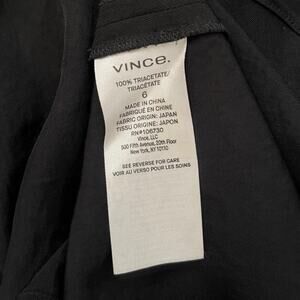 VINCE.
100% TRIACETATE/
TRIACÉTATE
6
MADE IN CHINA
FABRIQUÉ EN CHINE
FABRIC ORIGIN: JAPAN
TISSU ORIGINE: JAPON
RN#106730
Vince, LLC
500 Fifth Avenue, 20th Floor
New York, NY 10110
SEE REVERSE FOR CARE
VOIR AU VERSO POUR LES SOINS